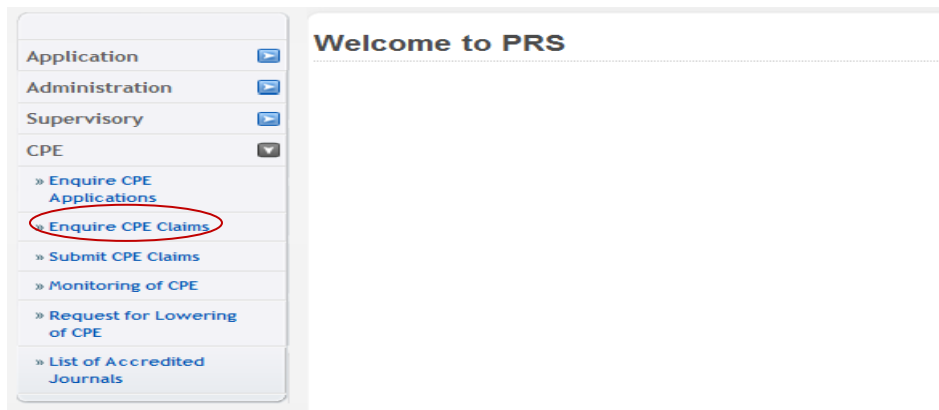 Welcome to PRS
Application
Administration
Supervisory
CPE
» Enquire CPE
Applications
» Enquire CPE Claims
» Submit CPE Claims
» Monitoring of CPE
» Request for Lowering
of CPE
» List of Accredited
Journals